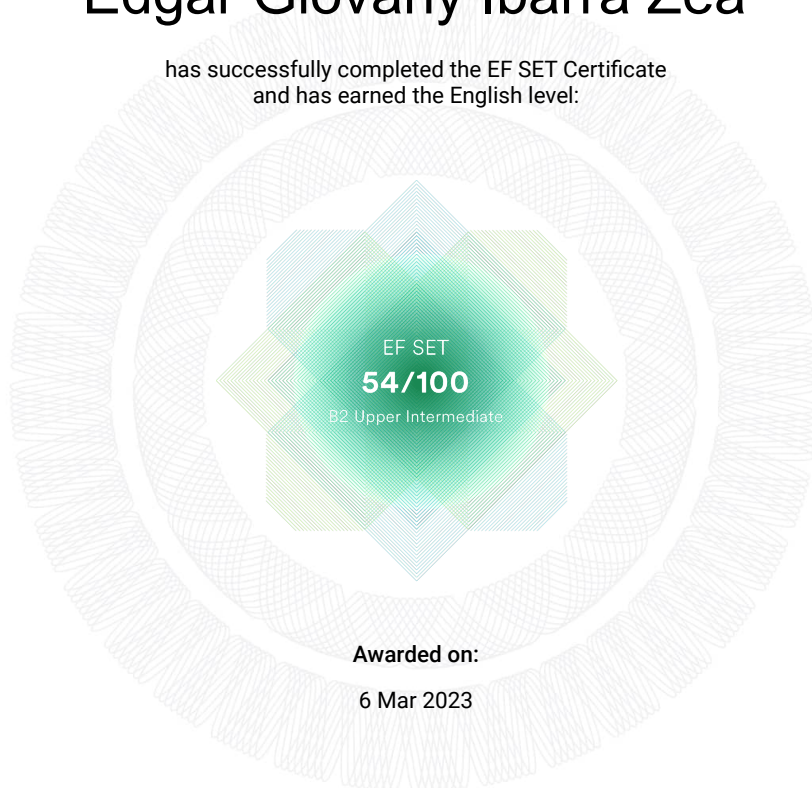 Edgar Giovany Ibarra Zea
has successfully completed the EF SET Certificate
and has earned the English level:
EF SET
54/100
B2 Upper Intermediate
Awarded on:
6 Mar 2023